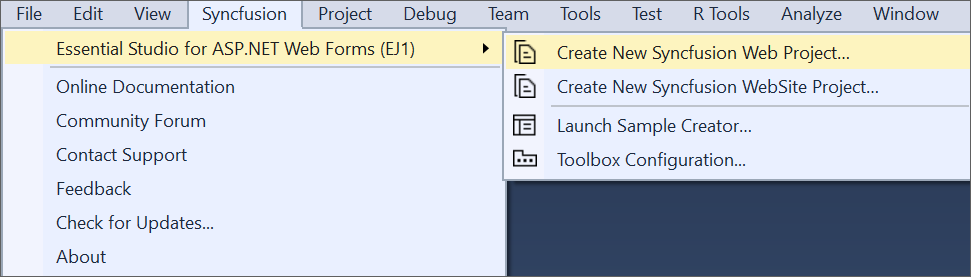 File Edit View Syncfusion Project Debug Team Tools Test R Tools Analyze Window
Essential Studio for ASP.NET Web Forms (EJ1)
Online Documentation
Community Forum
Contact Support
Feedback
Check for Updates...
About
Create New Syncfusion Web Project...
Create New Syncfusion WebSite Project...
Launch Sample Creator...
Toolbox Configuration...